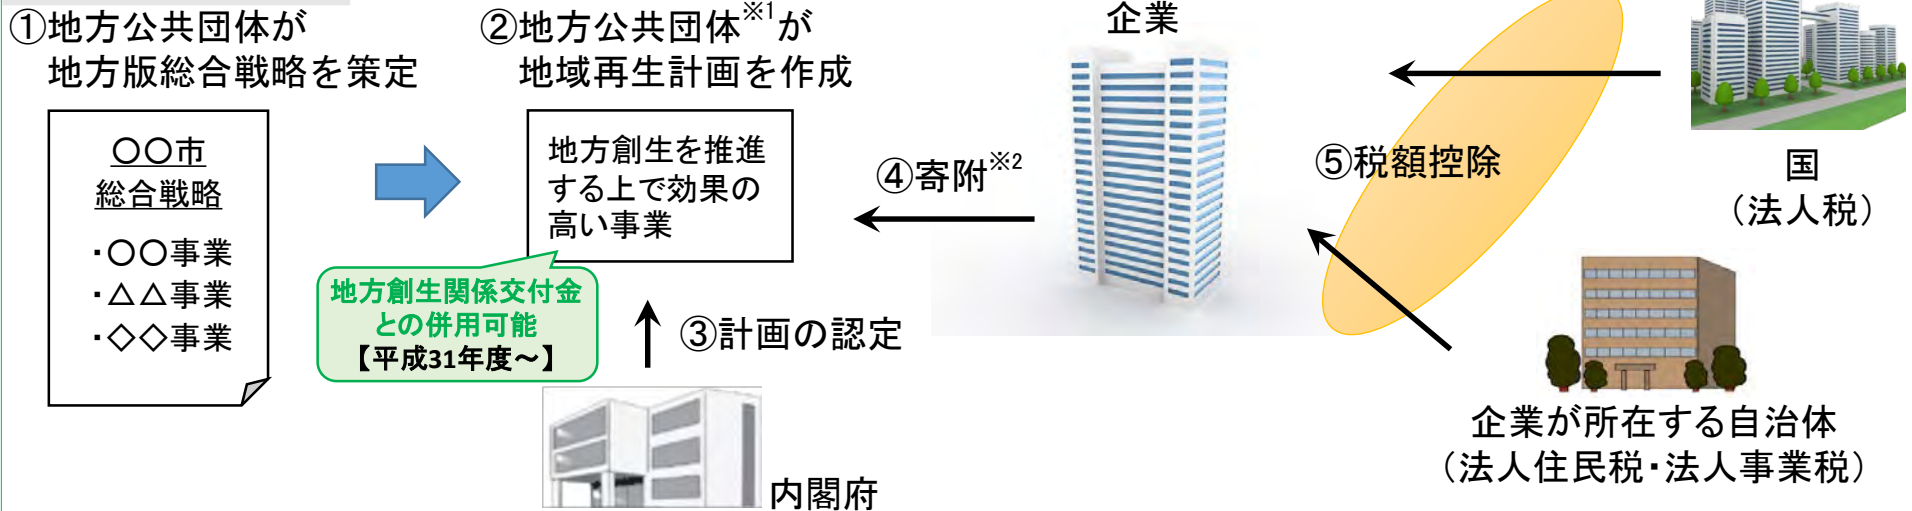 ①地方公共団体が
地方版総合戦略を策定
〇〇市
総合戦略
・〇〇事業
・△△事業
・◇◇事業
②地方公共団体※1が
地域再生計画を作成
地方創生を推進
する上で効果の
高い事業
地方創生関係交付金
との併用可能
【平成31年度～】
③計画の認定
内閣府
④寄附※2
企業
⑤税額控除
国
（法人税）
企業が所在する自治体
（法人住民税・法人事業税）